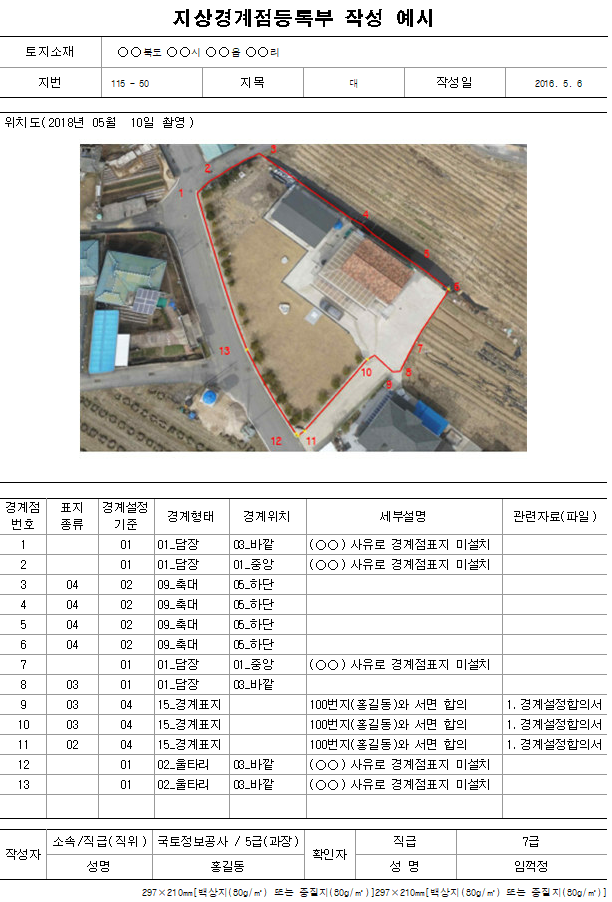 지상경계점등록부 작성 예시
토지소재 ○○북도 ○○시 ○○읍 ○○리
지번 115 - 50 지목 대 작성일 2016. 5. 6
위치도(2018년 05월 10일 촬영)
3
2
1
4
5
6
13
7
10
8
9
12
11
경계점 번호 표지 종류 경계설정 기준 경계형태 경계위치 세부설명 관련자료(파일)
1 01 01_담장 03_바깥 (○○) 사유로 경계점표지 미설치
2 01 01_담장 01_중앙 (○○) 사유로 경계점표지 미설치
3 04 02 09_축대 05_하단
4 04 02 09_축대 05_하단
5 04 02 09_축대 05_하단
6 04 02 09_축대 05_하단
7 01 01_담장 01_중앙 (○○) 사유로 경계점표지 미설치
8 03 01 01_담장 03_바깥
9 03 04 15_경계표지 100번지(홍길동)와 서면 합의 1. 경계설정합의서
10 03 04 15_경계표지 100번지(홍길동)와 서면 합의 1. 경계설정합의서
11 02 04 15_경계표지 100번지(홍길동)와 서면 합의 1. 경계설정합의서
12 01 02_울타리 03_바깥 (○○) 사유로 경계점표지 미설치
13 01 02_울타리 03_바깥 (○○) 사유로 경계점표지 미설치
작성자 소속/직급(직위) 국토정보공사 / 5급(과장) 확인자 직급 7급
성명 홍길동 성 명 임꺽정
297×210㎜[백상지(80g/㎡) 또는 중질지(80g/㎡)]297×210㎜[백상지(80g/㎡) 또는 중질지(80g/㎡)]